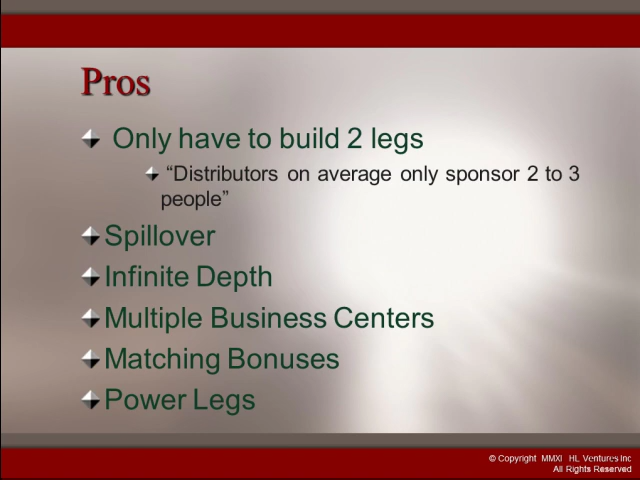 Pros
Only have to build 2 legs
“Distributors on average only sponsor 2 to 3
people”
Spillover
Infinite Depth
Multiple Business Centers
Matching Bonuses
Power Legs
© Copyright MMXI HL Ventures Inc
All Rights Reserved